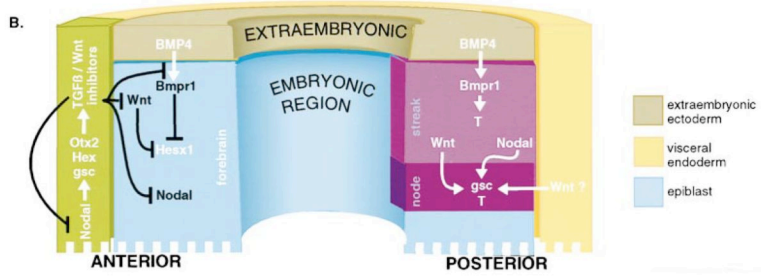 B.
EXTRAEMBRYONIC
EMBRYONIC
REGION
TGFß / Wnt
inhibitors
Otx2
Hex
gsc
Nodal
BMP4
Bmpr1
Wnt
Hesx1
Nodal
forebrain
BMP4
Bmpr1
T
streak
Wnt
Nodal
node
gsc
T
Wnt ?
ANTERIOR
POSTERIOR
extraembryonic
ectoderm
visceral
endoderm
epiblast